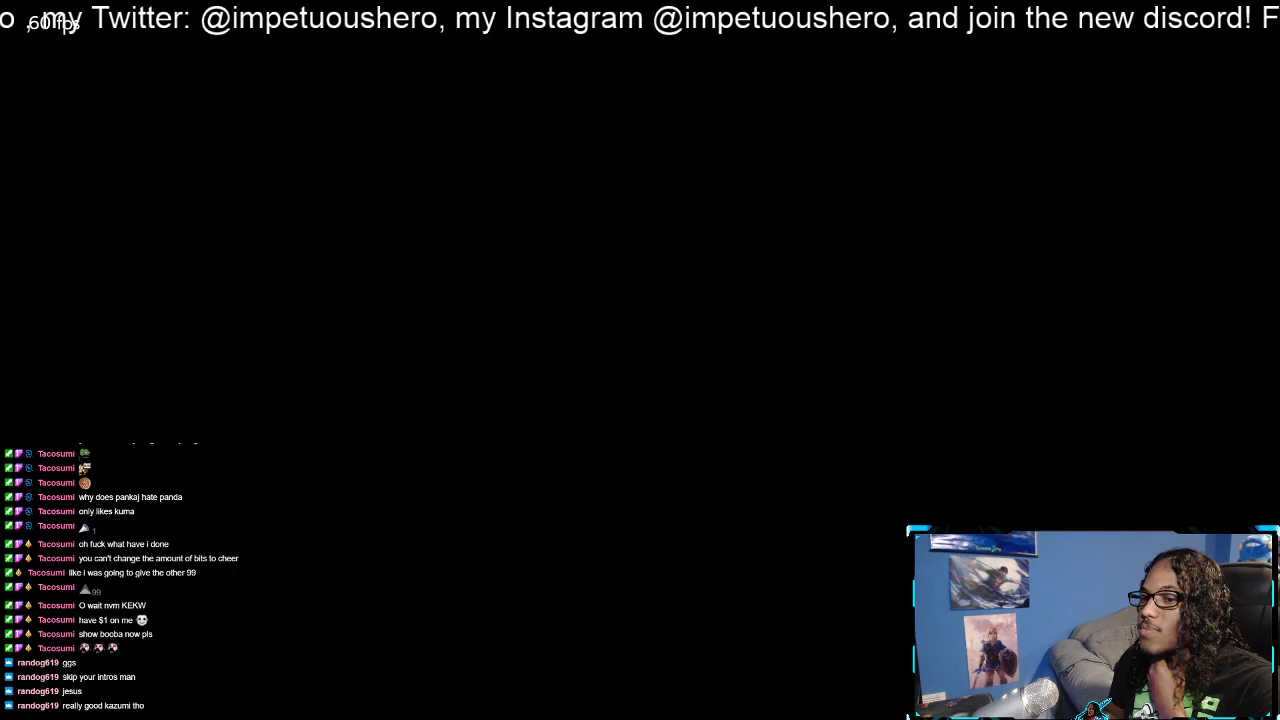 o , my Twitter: @impetuoushero, my Instagram @impetuoushero, and join the new discord! F
60 fps
Tacosumi
Tacosumi
Tacosumi
Tacosumi why does pankaj hate panda
Tacosumi only likes kuma
Tacosumi 1
Tacosumi oh fuck what have i done
Tacosumi you can't change the amount of bits to cheer
Tacosumi like i was going to give the other 99
Tacosumi 99
Tacosumi O wait nvm KEKW
Tacosumi have $1 on me
Tacosumi show booba now pls
Tacosumi
randog619 ggs
randog619 skip your intros man
randog619 jesus
randog619 really good kazumi tho